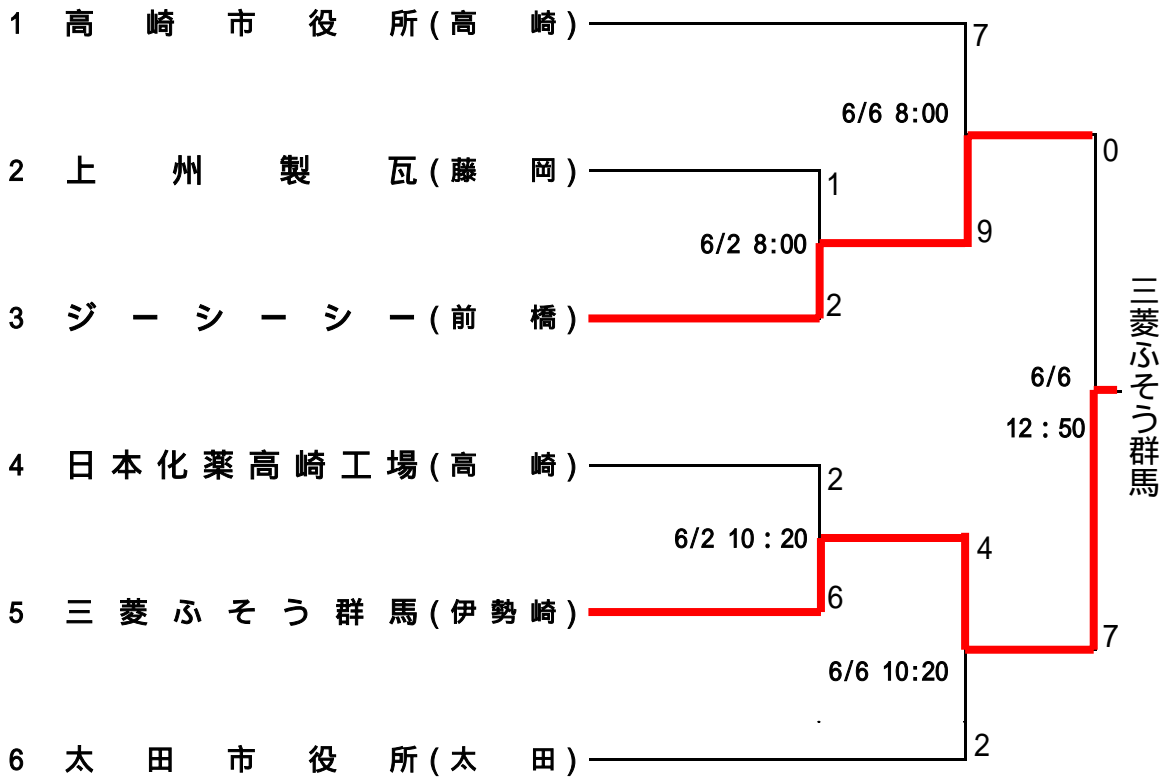 1 高崎市役所(高崎)
7
6/6 8:00
0
2 上州製瓦(藤岡)
1
6/2 8:00
9
3 ジーシーシー(前橋)
2
三菱ふそう群馬
6/6
12：50
4 日本化薬高崎工場(高崎)
2
6/2 10：20
4
5 三菱ふそう群馬(伊勢崎)
6
7
6/6 10:20
6 太田市役所(太田)
2